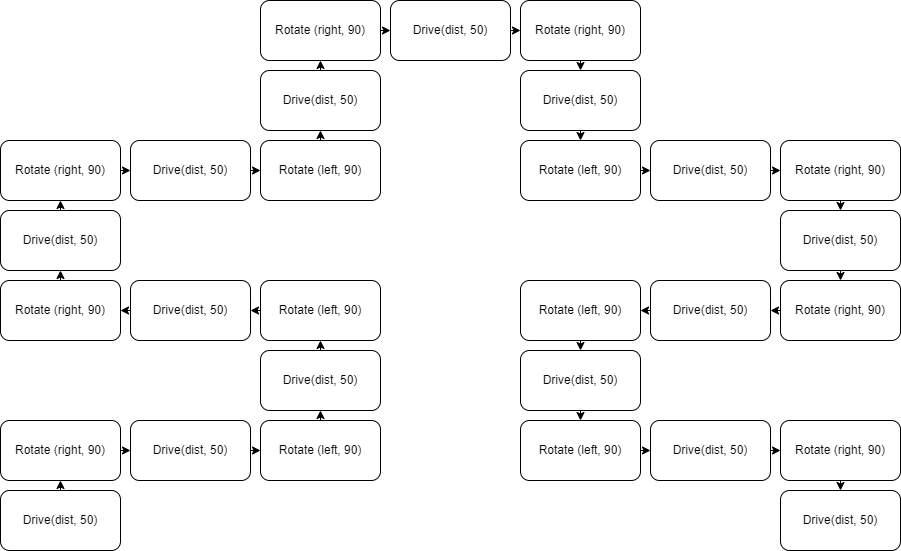 Rotate (right, 90)
Drive(dist, 50)
Rotate (right, 90)
Drive(dist, 50)
Drive(dist, 50)
Rotate (right, 90)
Drive(dist, 50)
Rotate (left, 90)
Rotate (left, 90)
Drive(dist, 50)
Rotate (right, 90)
Drive(dist, 50)
Drive(dist, 50)
Rotate (right, 90)
Drive(dist, 50)
Rotate (left, 90)
Rotate (left, 90)
Drive(dist, 50)
Rotate (right, 90)
Drive(dist, 50)
Drive(dist, 50)
Rotate (right, 90)
Drive(dist, 50)
Rotate (left, 90)
Rotate (left, 90)
Drive(dist, 50)
Rotate (right, 90)
Drive(dist, 50)
Drive(dist, 50)